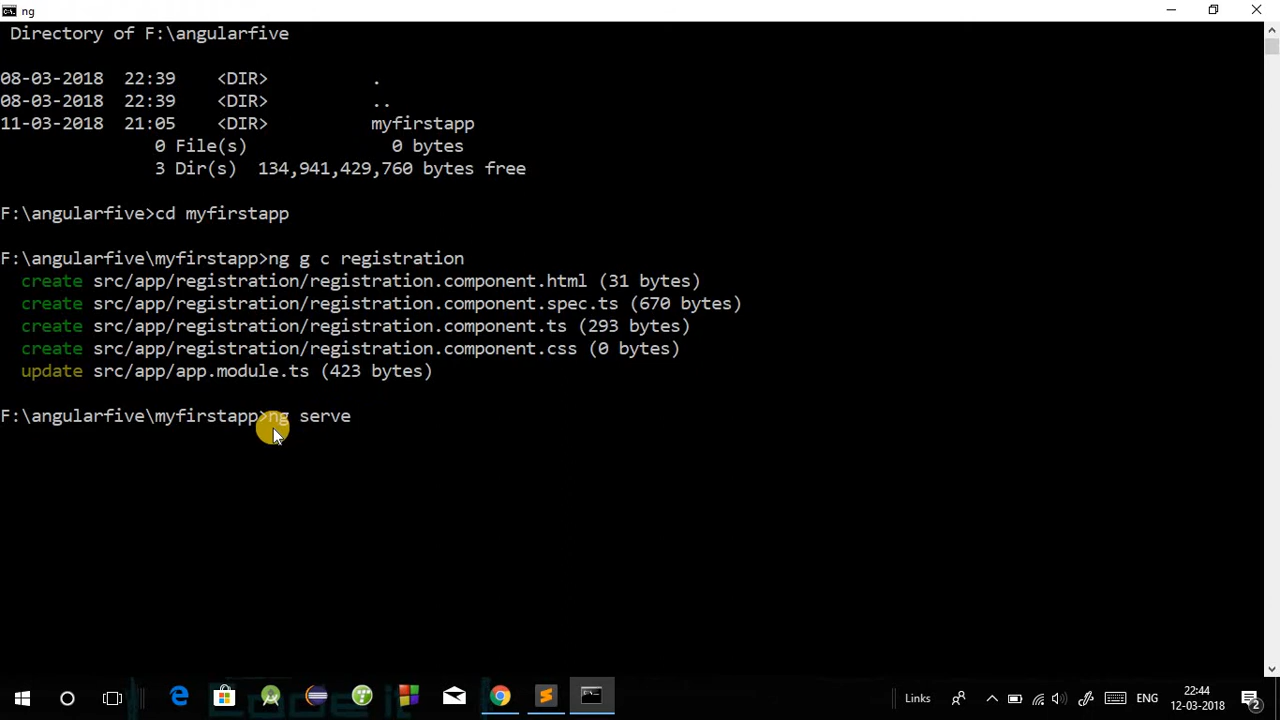 ng
Directory of F:\angularfive
08-03-2018 22:39 <DIR> .
08-03-2018 22:39 <DIR> ..
11-03-2018 21:05 <DIR> myfirstapp
0 File(s) 0 bytes
3 Dir(s) 134,941,429,760 bytes free
F:\angularfive>cd myfirstapp
F:\angularfive\myfirstapp>ng g c registration
create src/app/registration/registration.component.html (31 bytes)
create src/app/registration/registration.component.spec.ts (670 bytes)
create src/app/registration/registration.component.ts (293 bytes)
create src/app/registration/registration.component.css (0 bytes)
update src/app/app.module.ts (423 bytes)
F:\angularfive\myfirstapp>ng serve
Links
ENG
22:44
12-03-2018
2